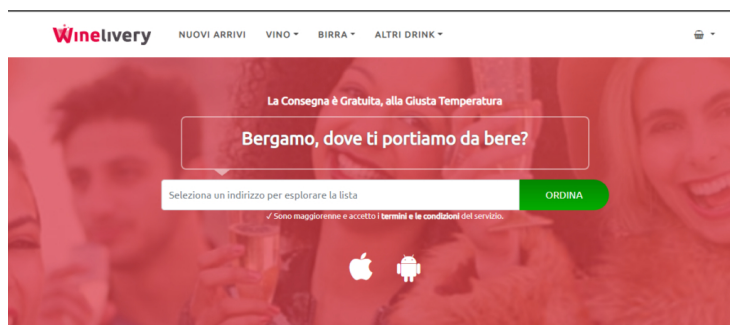 Winelivery
NUOVI ARRIVI VINO BIRRA ALTRI DRINK
La Consegna è Gratuita, alla Giusta Temperatura
Bergamo, dove ti portiamo da bere?
Seleziona un indirizzo per esplorare la lista ORDINA
✓ Sono maggiorenne e accetto i termini e le condizioni del servizio.